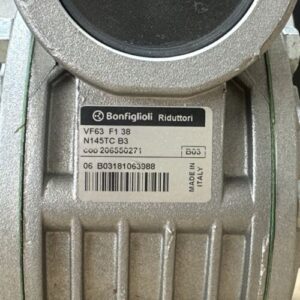 Bonfiglioli Riduttori
VF63 F1 38
N145TC B3
COD 206550271
B03
06 B03181063988
MADE IN
ITALY